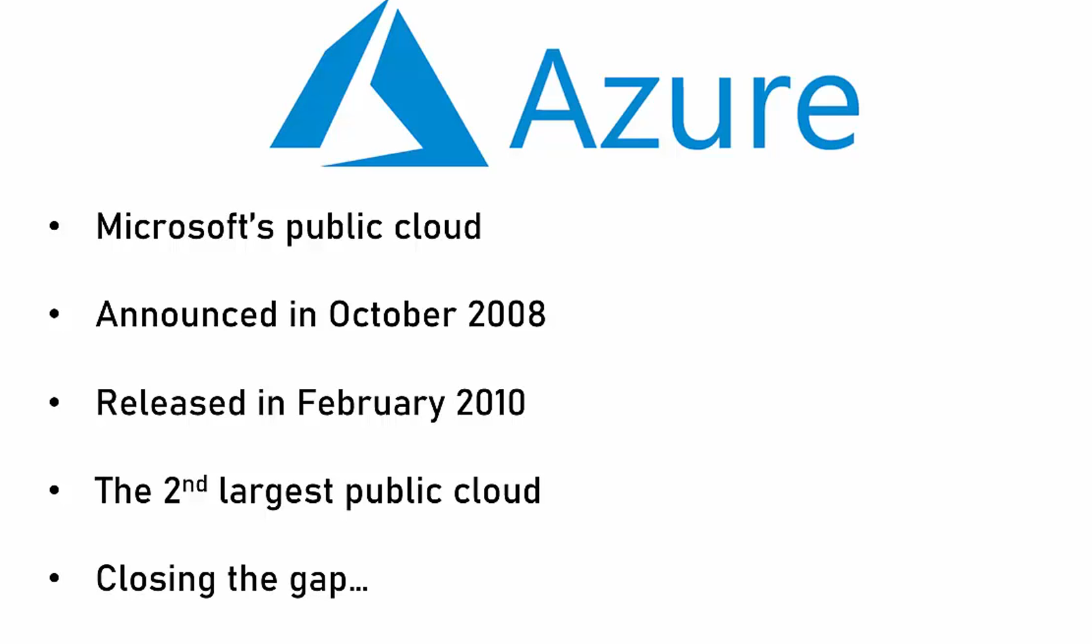 Azure
• Microsoft's public cloud
• Announced in October 2008
• Released in February 2010
• The 2nd largest public cloud
• Closing the gap...